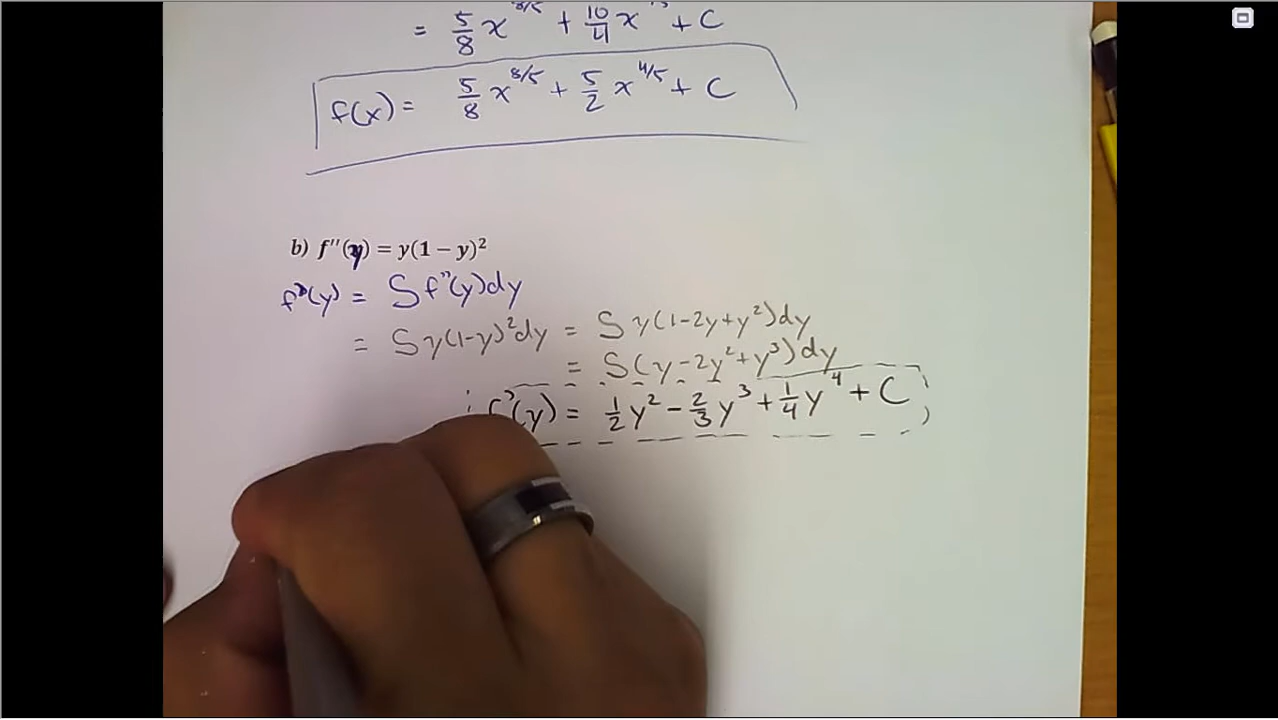 = 5/8 x^8/5 + 10/4 x + C
f(x) = 5/8 x^8/5 + 5/2 x^4/5 + C
b) f''(y) = y(1 − y)²
f'(y) = ∫ f''(y) dy
= ∫ y(1-y)² dy = ∫ y(1-2y+y²) dy
= ∫ (y-2y²+y³) dy
f'(y) = 1/2 y² - 2/3 y³ + 1/4 y⁴ + C